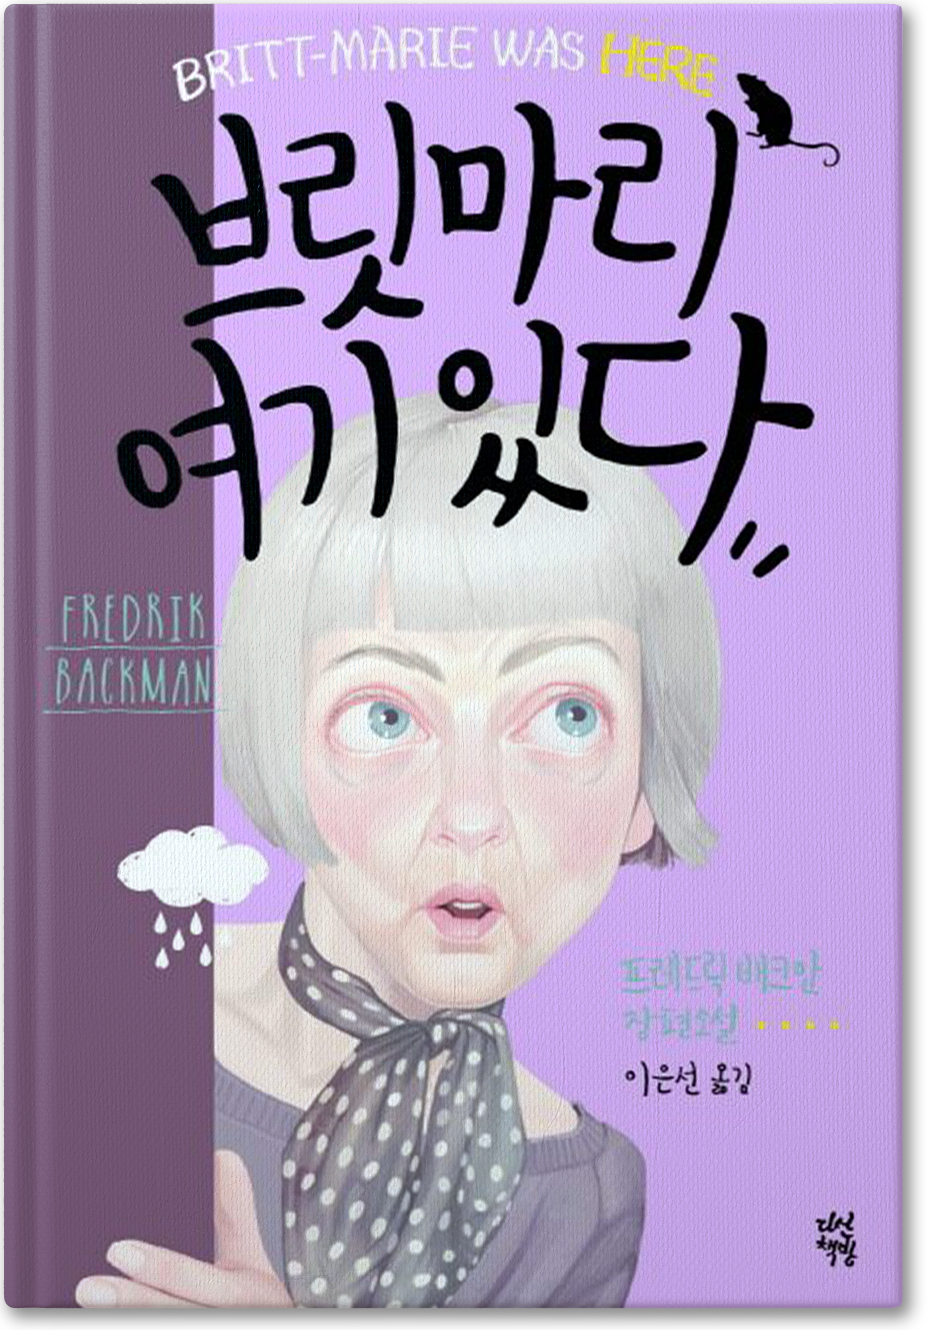 BRITT-MARIE WAS HERE
브릿마리
여기 있다
FREDRIK
BACKMAN
프레드릭 배크만
장편소설
이은선 옮김
다산
책방